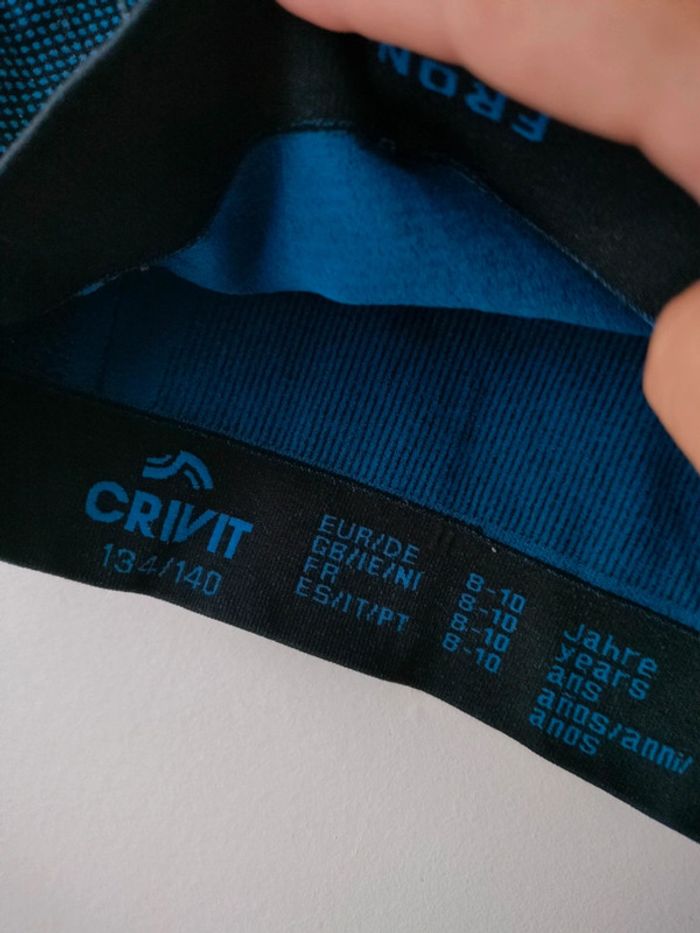 FRON
CRIVIT
134/140
EUR/DE 8-10 Jahre
GB/IE/NI 8-10 years
FR 8-10 ans
ES/IT/PT 8-10 años/anni/
anos